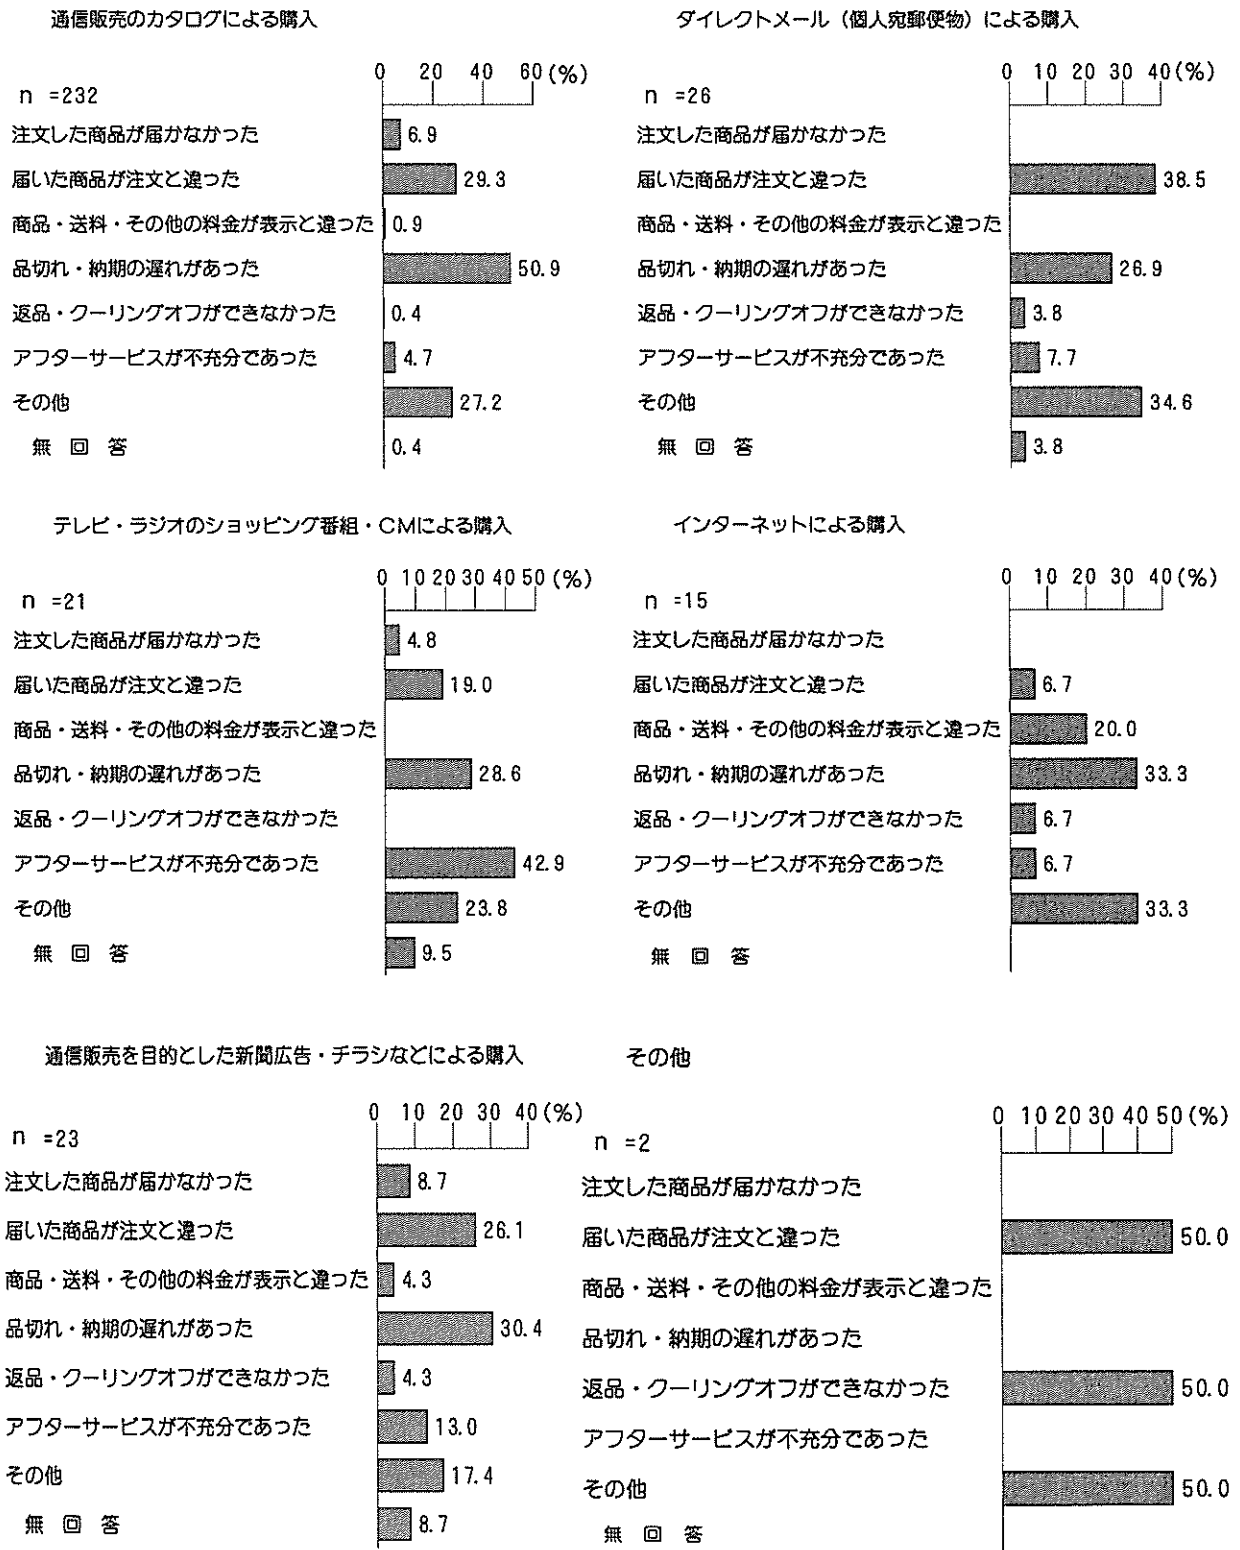 通信販売のカタログによる購入
n =232
0 20 40 60 (%)
注文した商品が届かなかった 6.9
届いた商品が注文と違った 29.3
商品・送料・その他の料金が表示と違った 0.9
品切れ・納期の遅れがあった 50.9
返品・クーリングオフができなかった 0.4
アフターサービスが不充分であった 4.7
その他 27.2
無回答 0.4
ダイレクトメール（個人宛郵便物）による購入
n =26
0 10 20 30 40 (%)
注文した商品が届かなかった
届いた商品が注文と違った 38.5
商品・送料・その他の料金が表示と違った
品切れ・納期の遅れがあった 26.9
返品・クーリングオフができなかった 3.8
アフターサービスが不充分であった 7.7
その他 34.6
無回答 3.8
テレビ・ラジオのショッピング番組・CMによる購入
n =21
0 10 20 30 40 50 (%)
注文した商品が届かなかった 4.8
届いた商品が注文と違った 19.0
商品・送料・その他の料金が表示と違った
品切れ・納期の遅れがあった 28.6
返品・クーリングオフができなかった
アフターサービスが不充分であった 42.9
その他 23.8
無回答 9.5
インターネットによる購入
n =15
0 10 20 30 40 (%)
注文した商品が届かなかった
届いた商品が注文と違った 6.7
商品・送料・その他の料金が表示と違った 20.0
品切れ・納期の遅れがあった 33.3
返品・クーリングオフができなかった 6.7
アフターサービスが不充分であった 6.7
その他 33.3
無回答
通信販売を目的とした新聞広告・チラシなどによる購入
n =23
0 10 20 30 40 (%)
注文した商品が届かなかった 8.7
届いた商品が注文と違った 26.1
商品・送料・その他の料金が表示と違った 4.3
品切れ・納期の遅れがあった 30.4
返品・クーリングオフができなかった 4.3
アフターサービスが不充分であった 13.0
その他 17.4
無回答 8.7
その他
n =2
0 10 20 30 40 50 (%)
注文した商品が届かなかった
届いた商品が注文と違った 50.0
商品・送料・その他の料金が表示と違った
品切れ・納期の遅れがあった
返品・クーリングオフができなかった 50.0
アフターサービスが不充分であった
その他 50.0
無回答